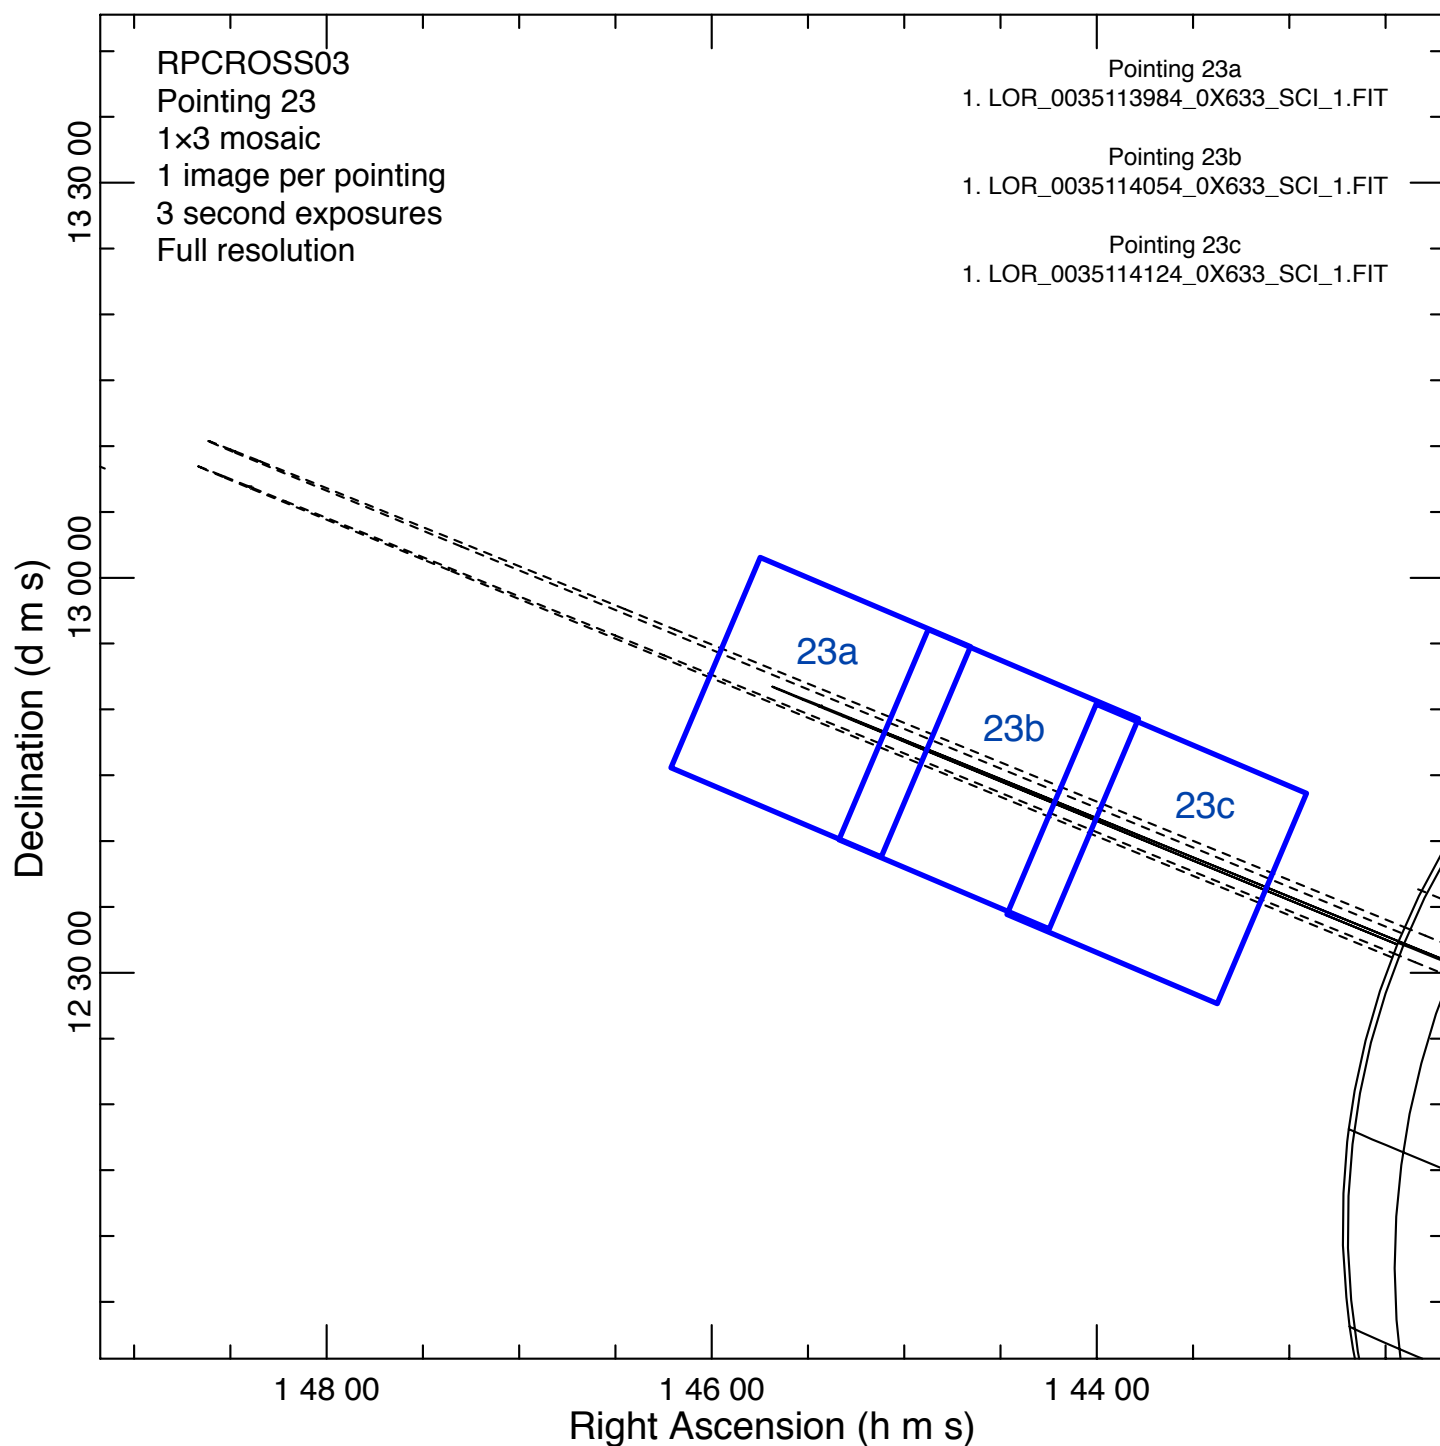 RPCROSS03
Pointing 23
1×3 mosaic
1 image per pointing
3 second exposures
Full resolution
Pointing 23a
1. LOR_0035113984_0X633_SCI_1.FIT
Pointing 23b
1. LOR_0035114054_0X633_SCI_1.FIT
Pointing 23c
1. LOR_0035114124_0X633_SCI_1.FIT
13 30 00
13 00 00
12 30 00
Declination (d m s)
23a
23b
23c
1 48 00
1 46 00
1 44 00
Right Ascension (h m s)